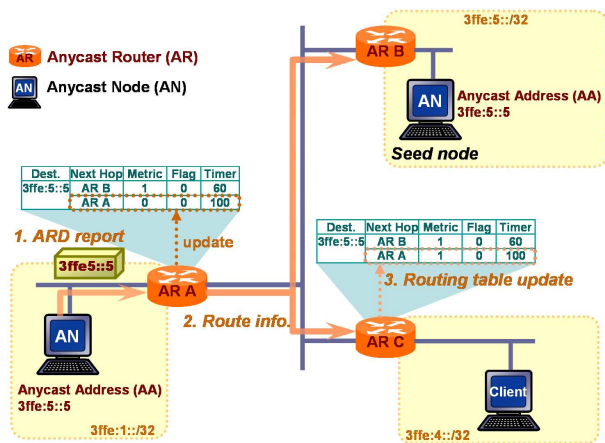 3ffe:5::/32
AR Anycast Router (AR)
AN Anycast Node (AN)
AR B
AN
Anycast Address (AA)
3ffe:5::5
Seed node
Dest. Next Hop Metric Flag Timer
3ffe:5::5 AR B 1 0 60
AR A 0 0 100
1. ARD report
update
3ffe5::5
AR A
2. Route info.
Dest. Next Hop Metric Flag Timer
3ffe:5::5 AR B 1 0 60
AR A 1 0 100
3. Routing table update
AR C
AN
Anycast Address (AA)
3ffe:5::5
3ffe:1::/32
Client
3ffe:4::/32